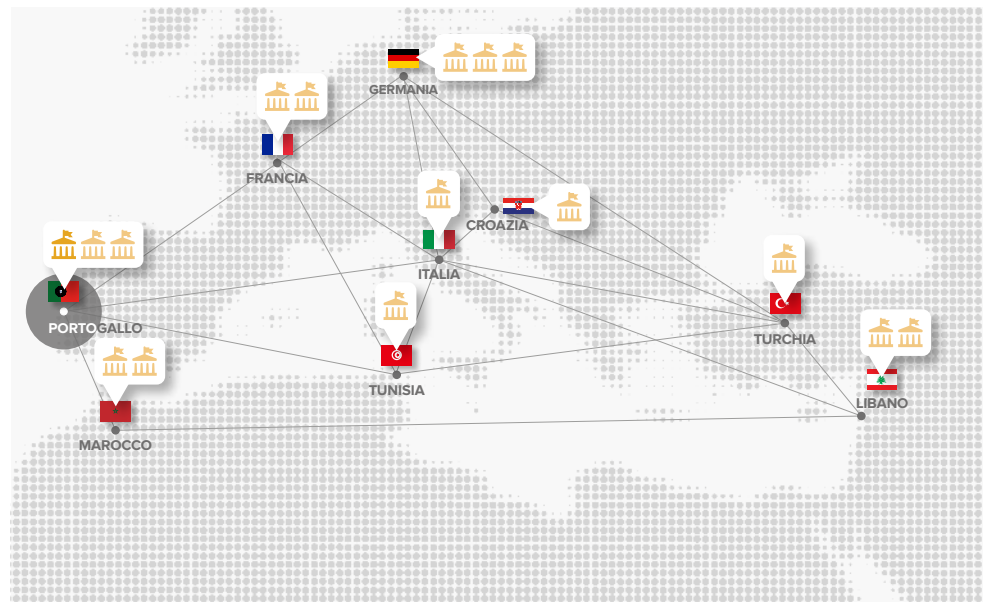 GERMANIA
FRANCIA
CROAZIA
ITALIA
PORTOGALLO
TURCHIA
TUNISIA
LIBANO
MAROCCO